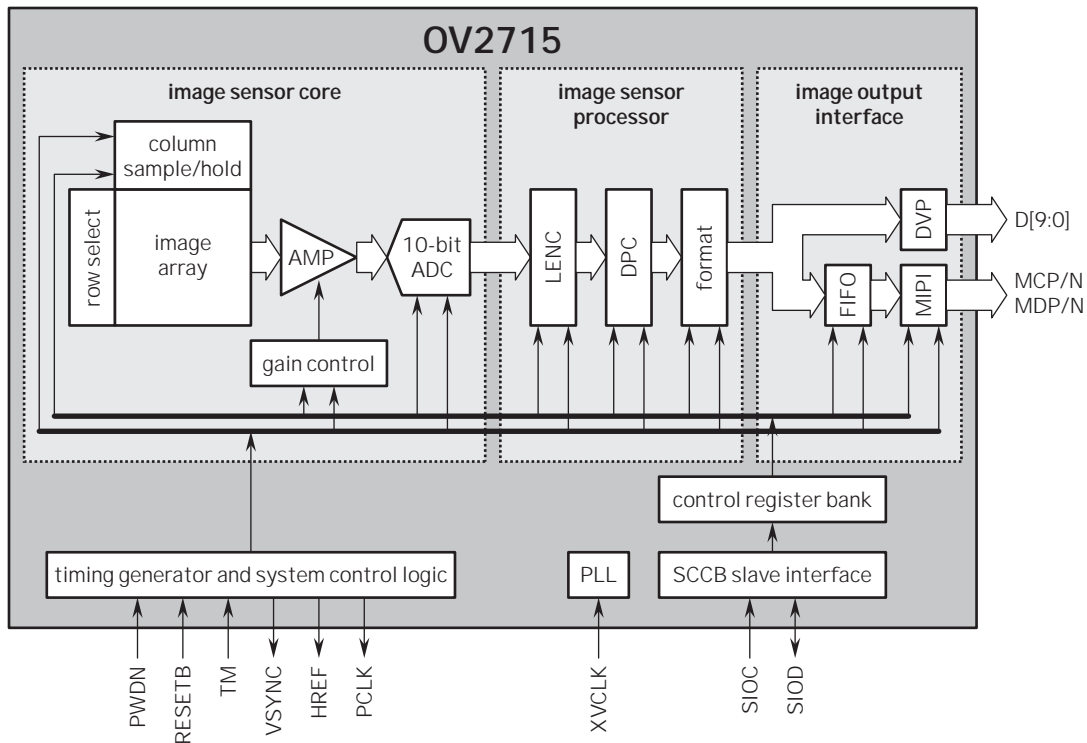 OV2715
image sensor core
image sensor
processor
image output
interface
column
sample/hold
row select
image
array
AMP
10-bit
ADC
gain control
LENC
DPC
format
DVP
FIFO
MIPI
D[9:0]
MCP/N
MDP/N
control register bank
timing generator and system control logic
PLL
SCCB slave interface
PWDN
RESETB
TM
VSYNC
HREF
PCLK
XVCLK
SIOC
SIOD